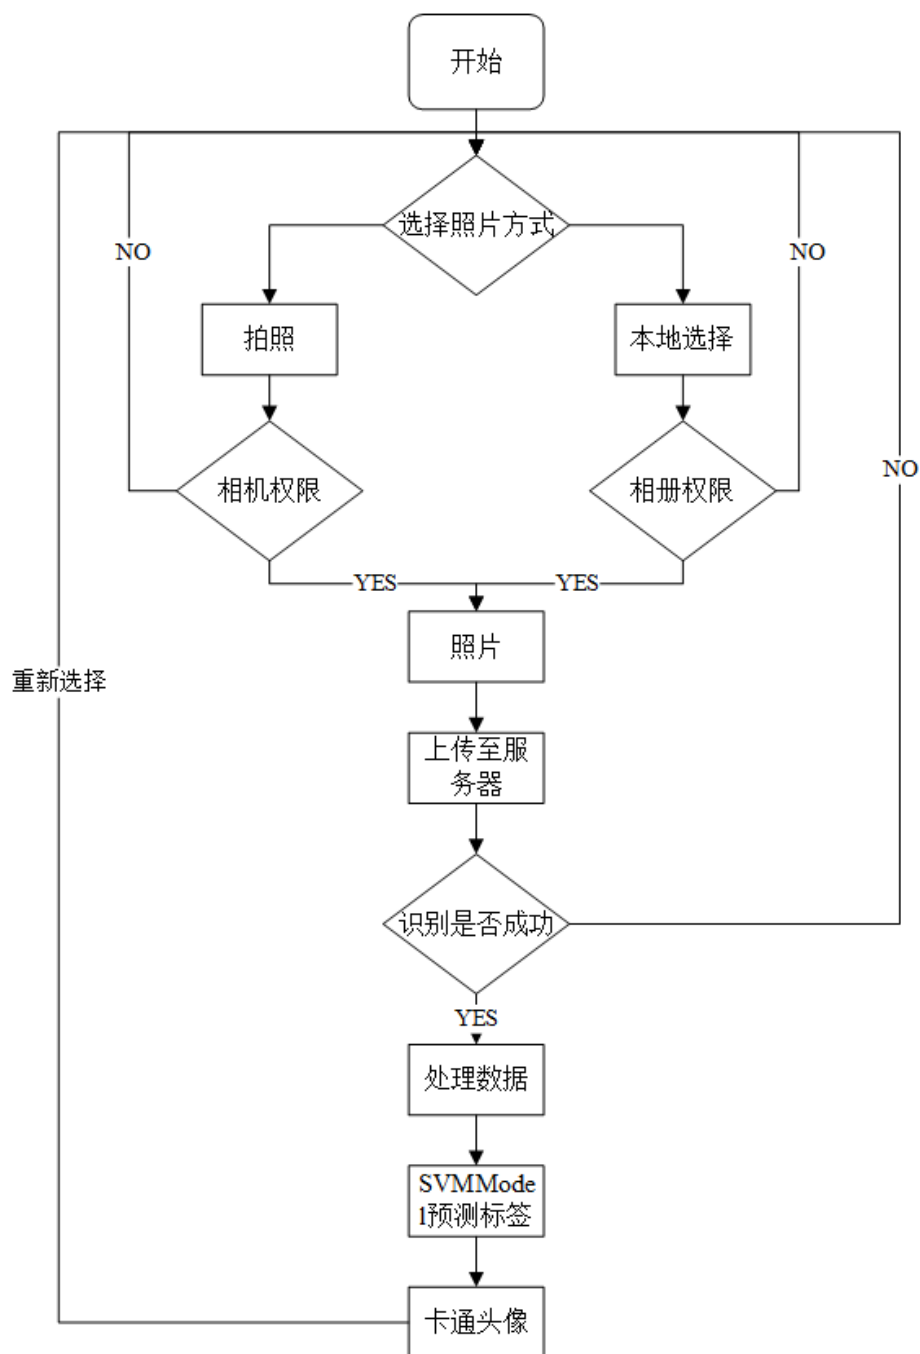 开始
选择照片方式
NO
NO
拍照
本地选择
NO
相机权限
相册权限
YES
YES
照片
重新选择
上传至服
务器
识别是否成功
YES
处理数据
SVMMode
l预测标签
卡通头像